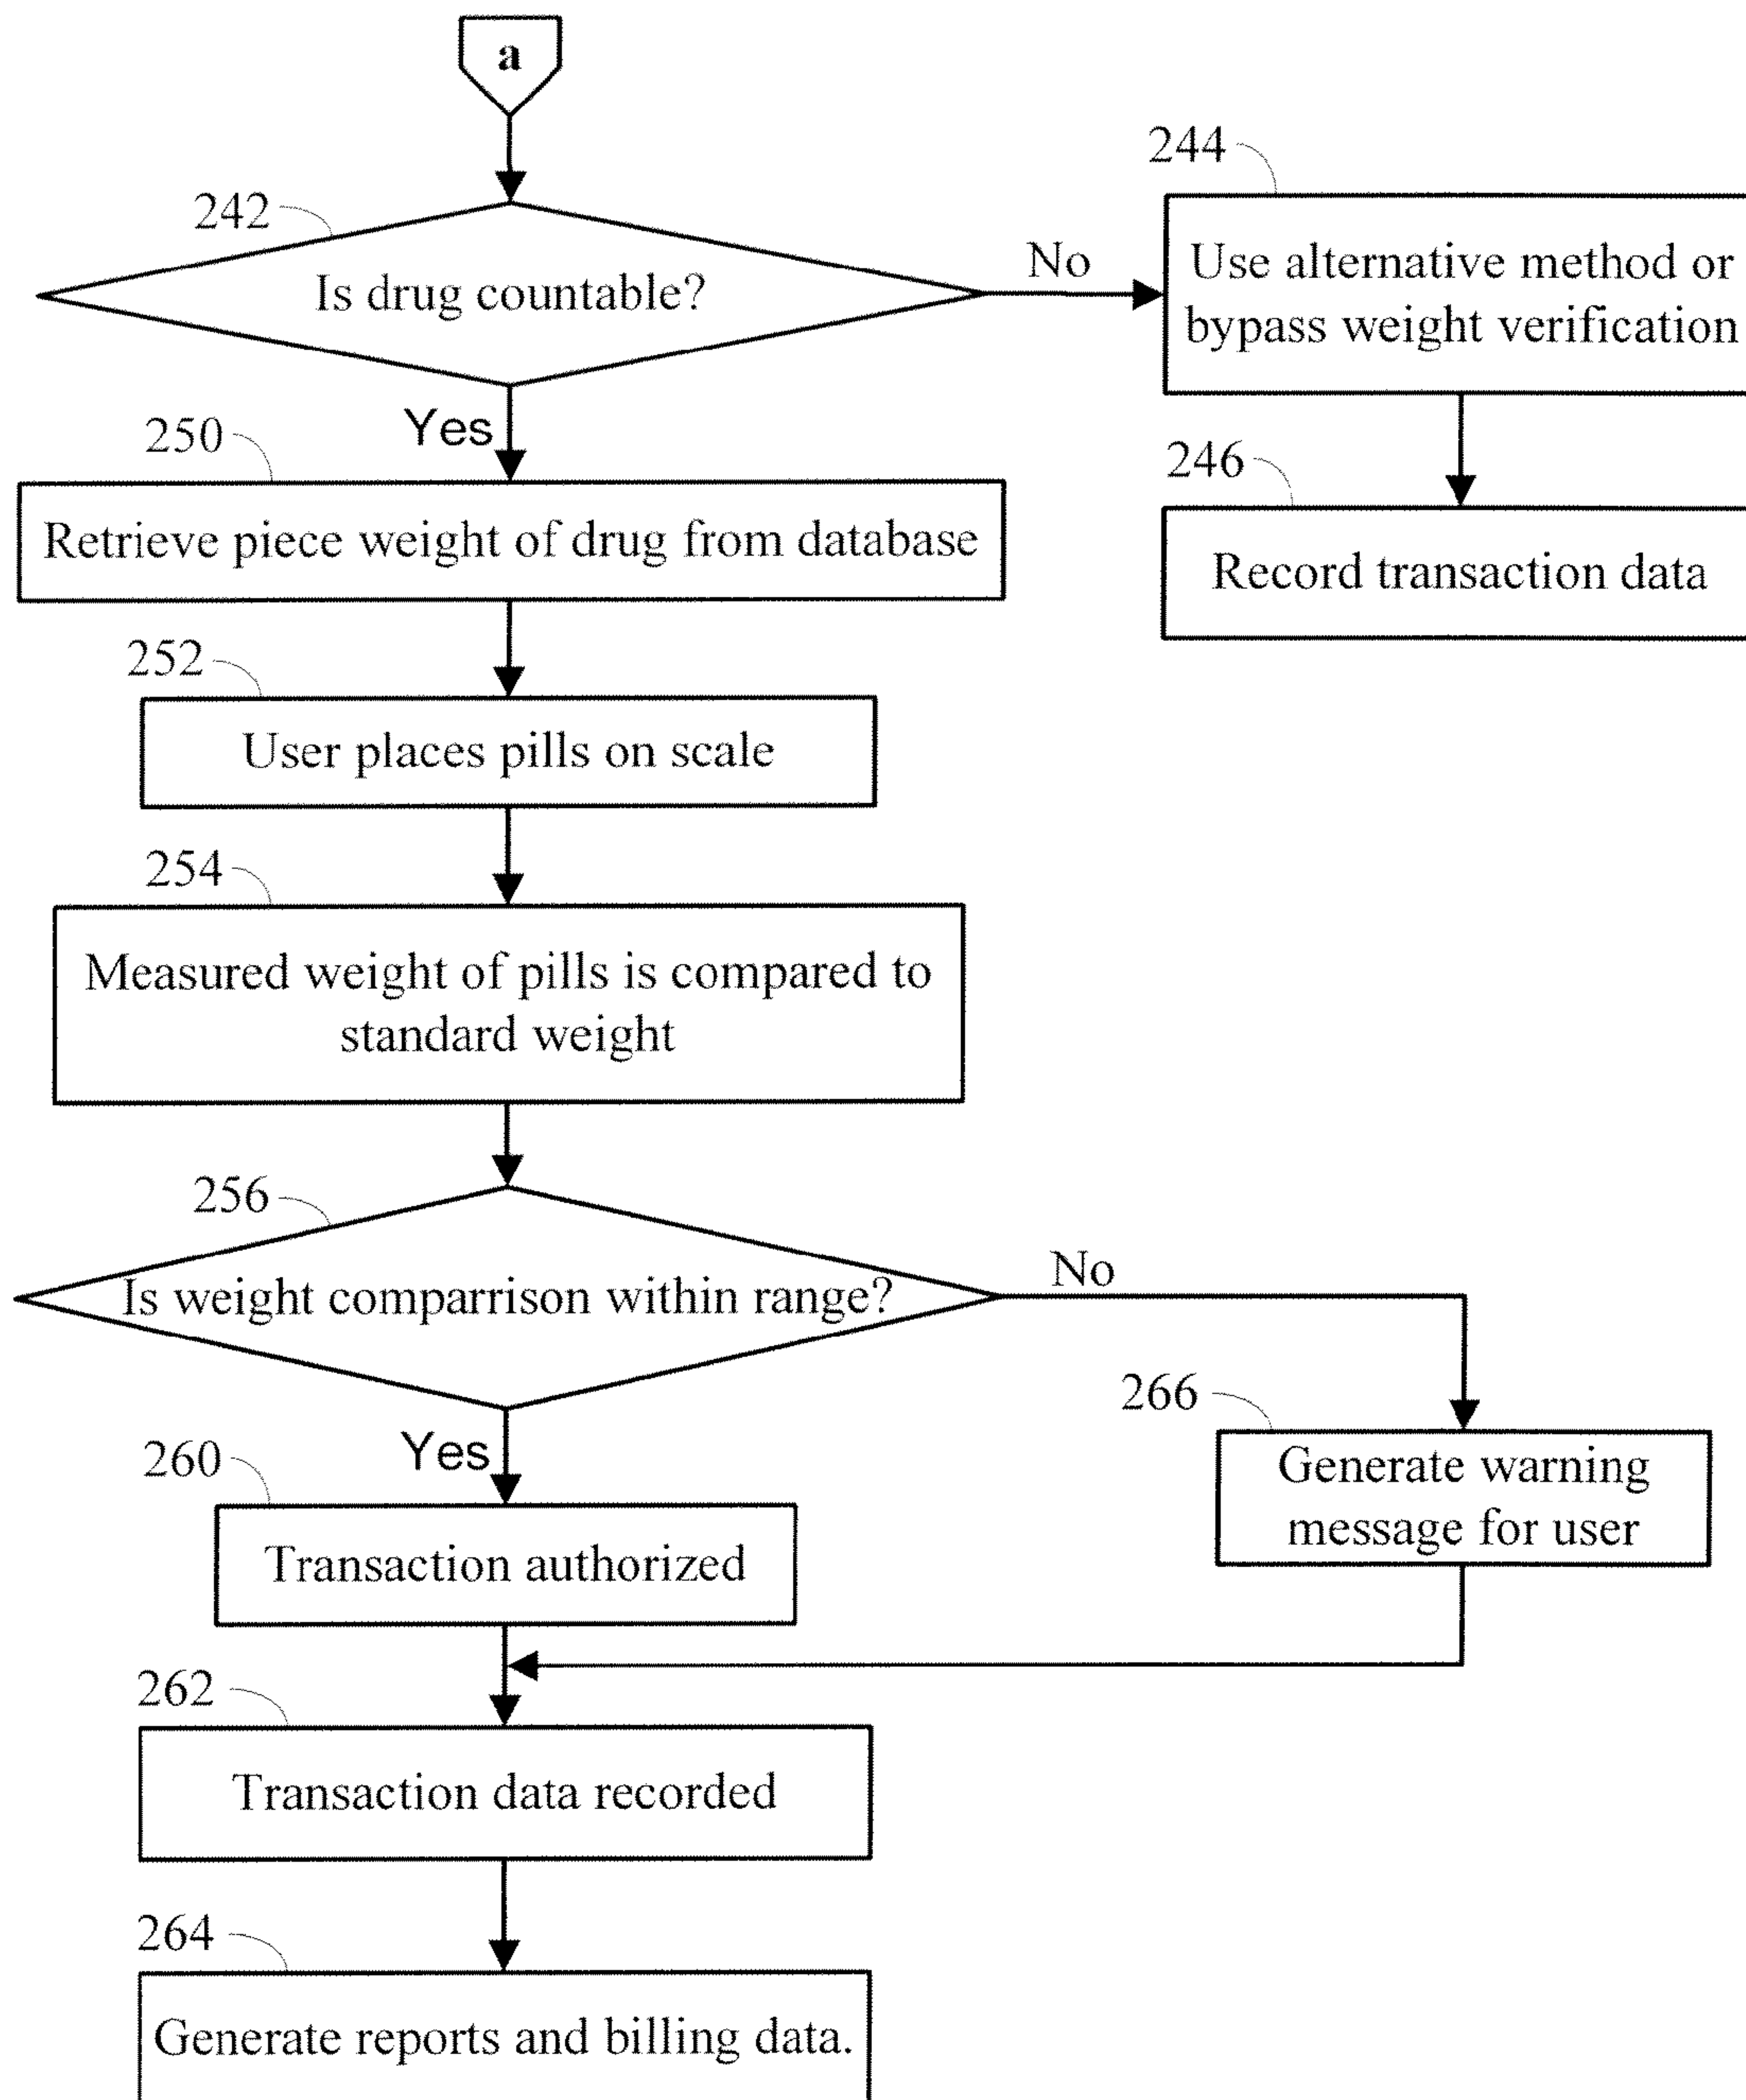 a
242
Is drug countable?
No
244
Use alternative method or
bypass weight verification
Yes
250
Retrieve piece weight of drug from database
246
Record transaction data
252
User places pills on scale
254
Measured weight of pills is compared to
standard weight
256
Is weight comparrison within range?
No
Yes
260
Transaction authorized
266
Generate warning
message for user
262
Transaction data recorded
264
Generate reports and billing data.